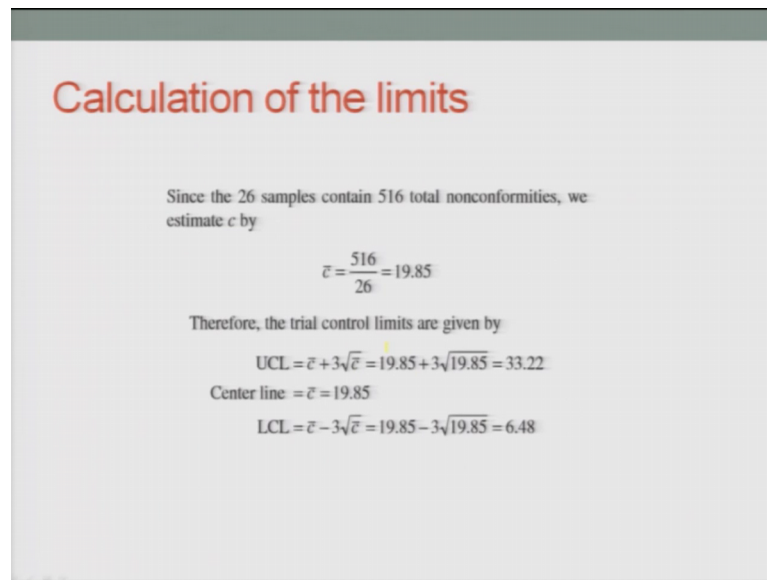 Calculation of the limits
Since the 26 samples contain 516 total nonconformities, we
estimate c by
c̄ = 516/26 = 19.85
Therefore, the trial control limits are given by
UCL = c̄ + 3√c̄ = 19.85 + 3√19.85 = 33.22
Center line = c̄ = 19.85
LCL = c̄ − 3√c̄ = 19.85 − 3√19.85 = 6.48